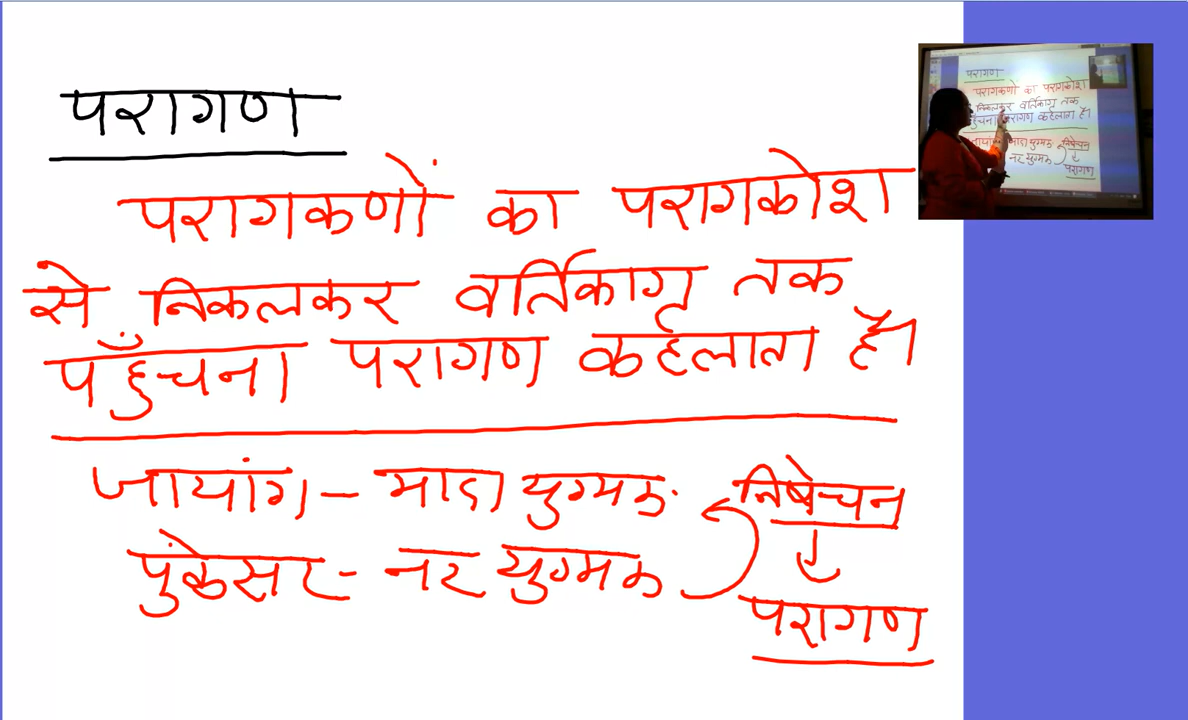 परागण
परागकणों का परागकोश
से निकलकर वर्तिकाग्र तक
पहुँचना परागण कहलाता है।
जायांग - मादा युग्मक निषेचन
पुंकेसर - नर युग्मक
परागण